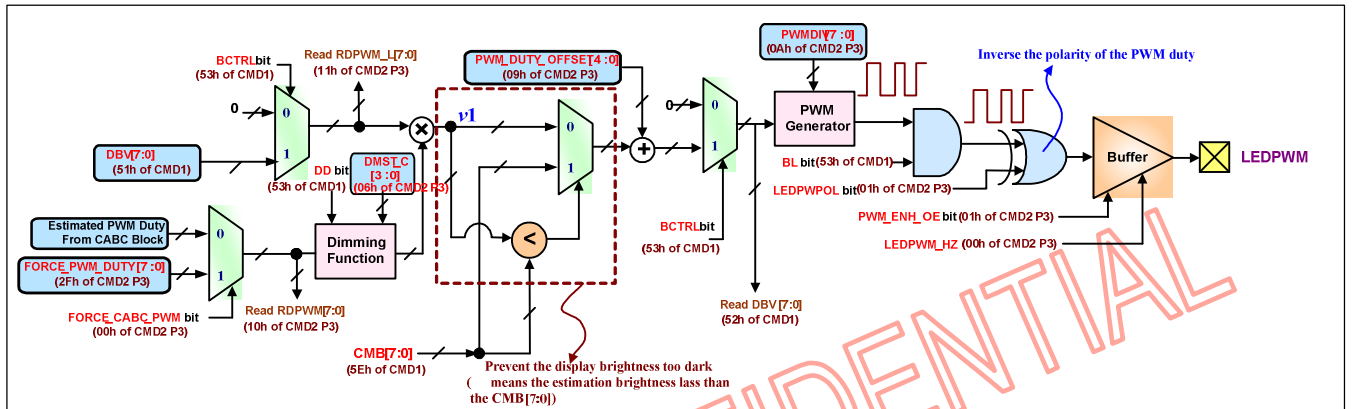 BCTRL bit
(53h of CMD1)
Read RDPWM_L[7:0]
(11h of CMD2 P3)
0
0
1
DBV[7:0]
(51h of CMD1)
DD bit
(53h of CMD1)
DMST_C
[3 :0]
(06h of CMD2 P3)
Estimated PWM Duty
From CABC Block
0
1
FORCE_PWM_DUTY[7 :0]
(2Fh of CMD2 P3)
FORCE_CABC_PWM bit
(00h of CMD2 P3)
Read RDPWM[7:0]
(10h of CMD2 P3)
Dimming
Function
×
v1
PWM_DUTY_OFFSET[4 :0]
(09h of CMD2 P3)
0
1
<
CMB[7:0]
(5Eh of CMD1)
Prevent the display brightness too dark
( means the estimation brightness lass than
the CMB[7:0])
+
0
0
1
BCTRL bit
(53h of CMD1)
Read DBV[7:0]
(52h of CMD1)
PWMDIV[7 :0]
(0Ah of CMD2 P3)
PWM
Generator
BL bit(53h of CMD1)
LEDPWPOL bit(01h of CMD2 P3)
Inverse the polarity of the PWM duty
PWM_ENH_OE bit(01h of CMD2 P3)
LEDPWM_HZ (00h of CMD2 P3)
Buffer
LEDPWM
IDENTIAL